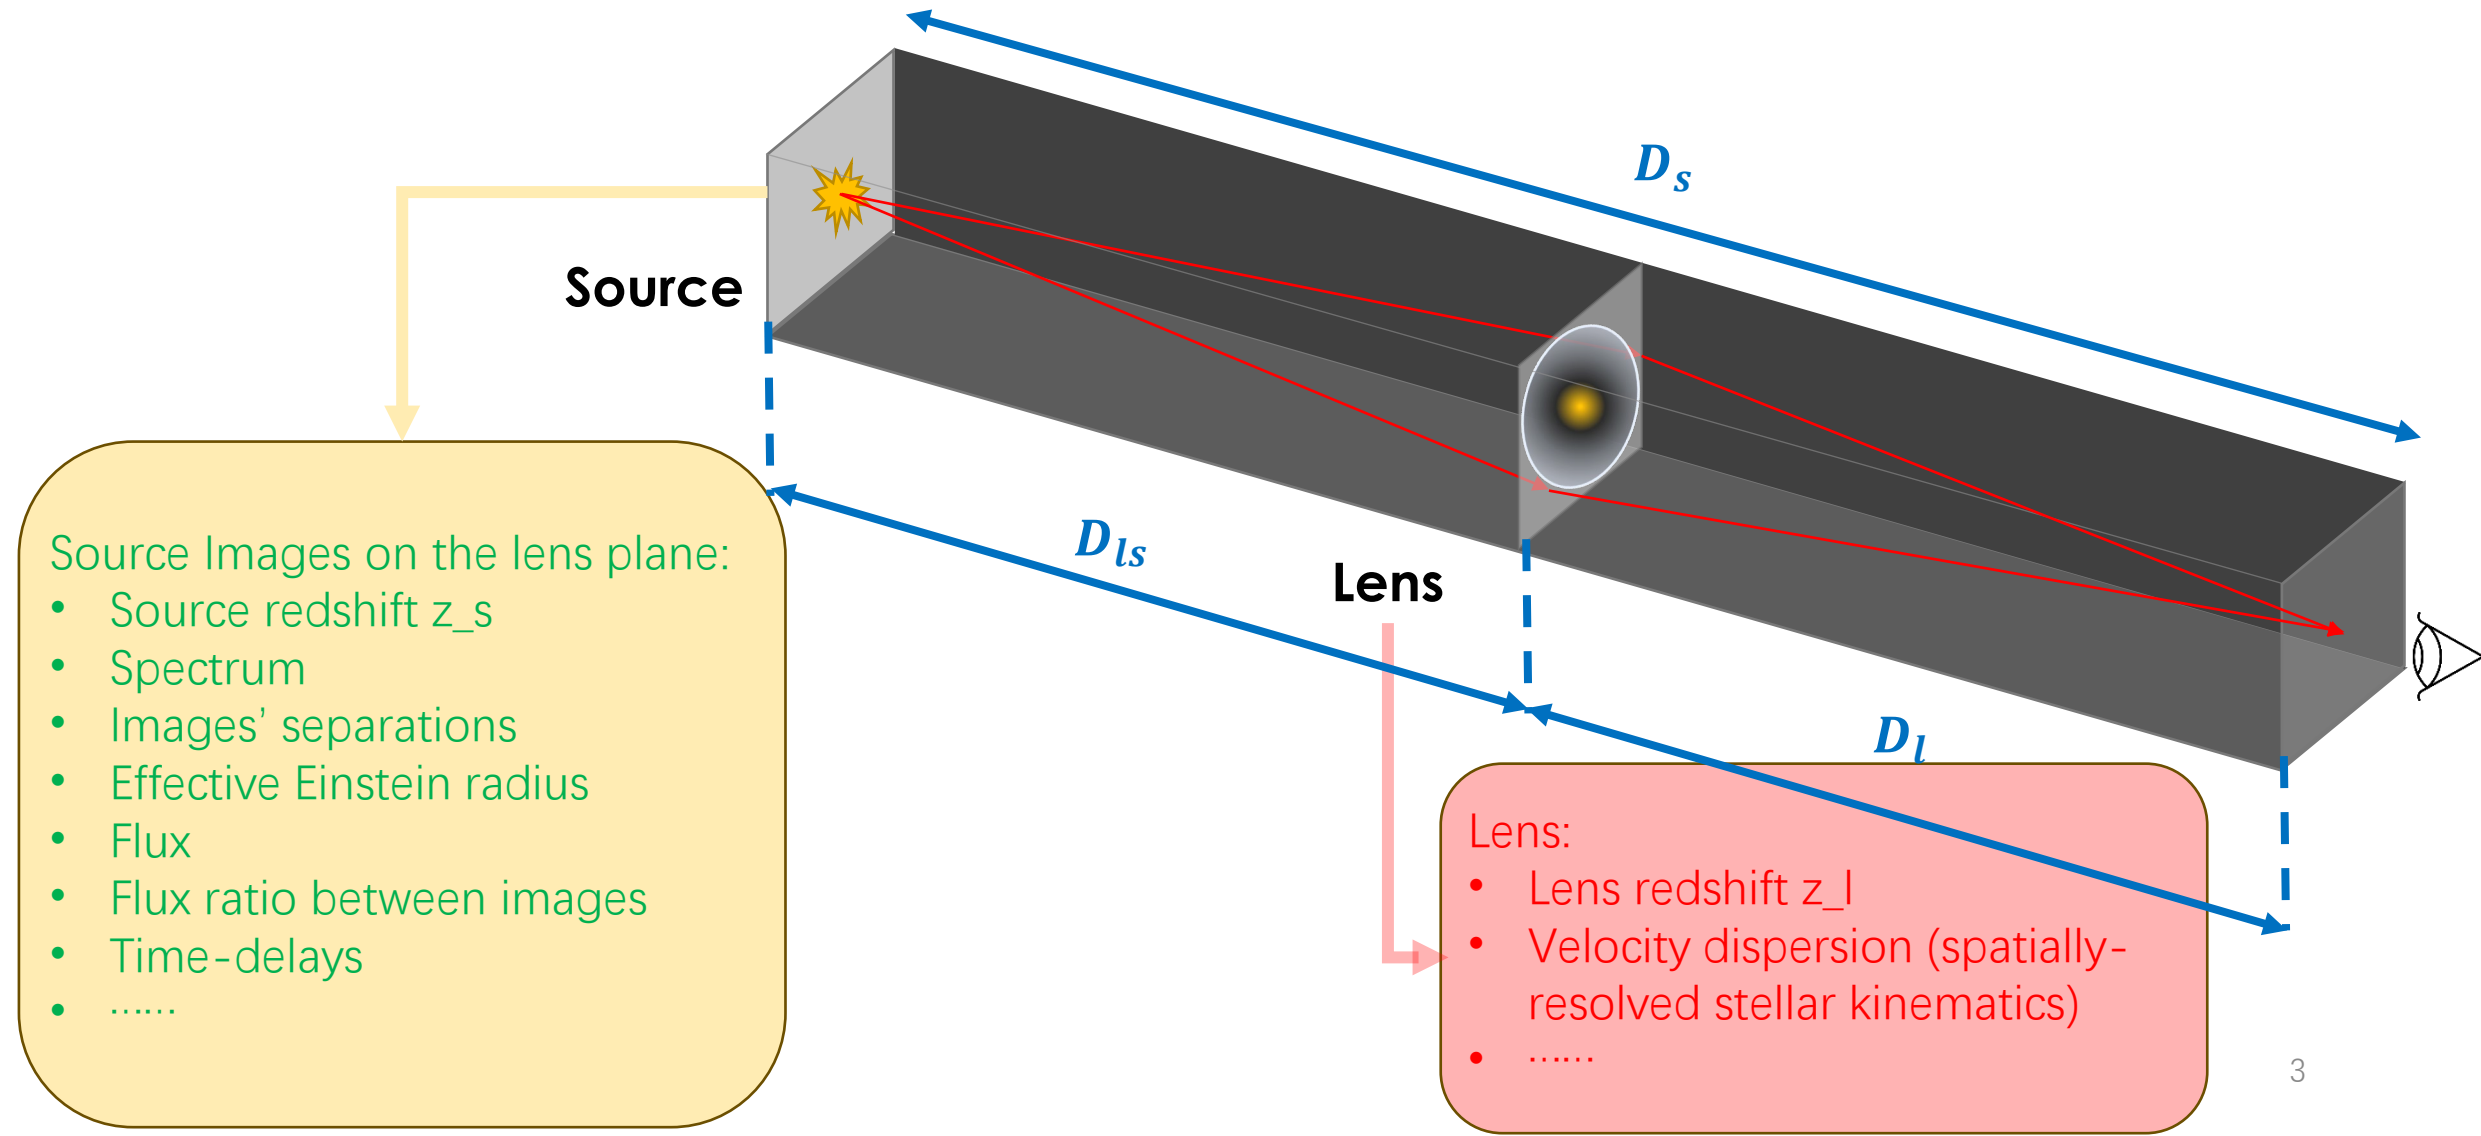 D_s
Source
D_ls
Lens
D_l
Source Images on the lens plane:
• Source redshift z_s
• Spectrum
• Images’ separations
• Effective Einstein radius
• Flux
• Flux ratio between images
• Time-delays
• ......
Lens:
• Lens redshift z_l
• Velocity dispersion (spatially-
resolved stellar kinematics)
• ......
3